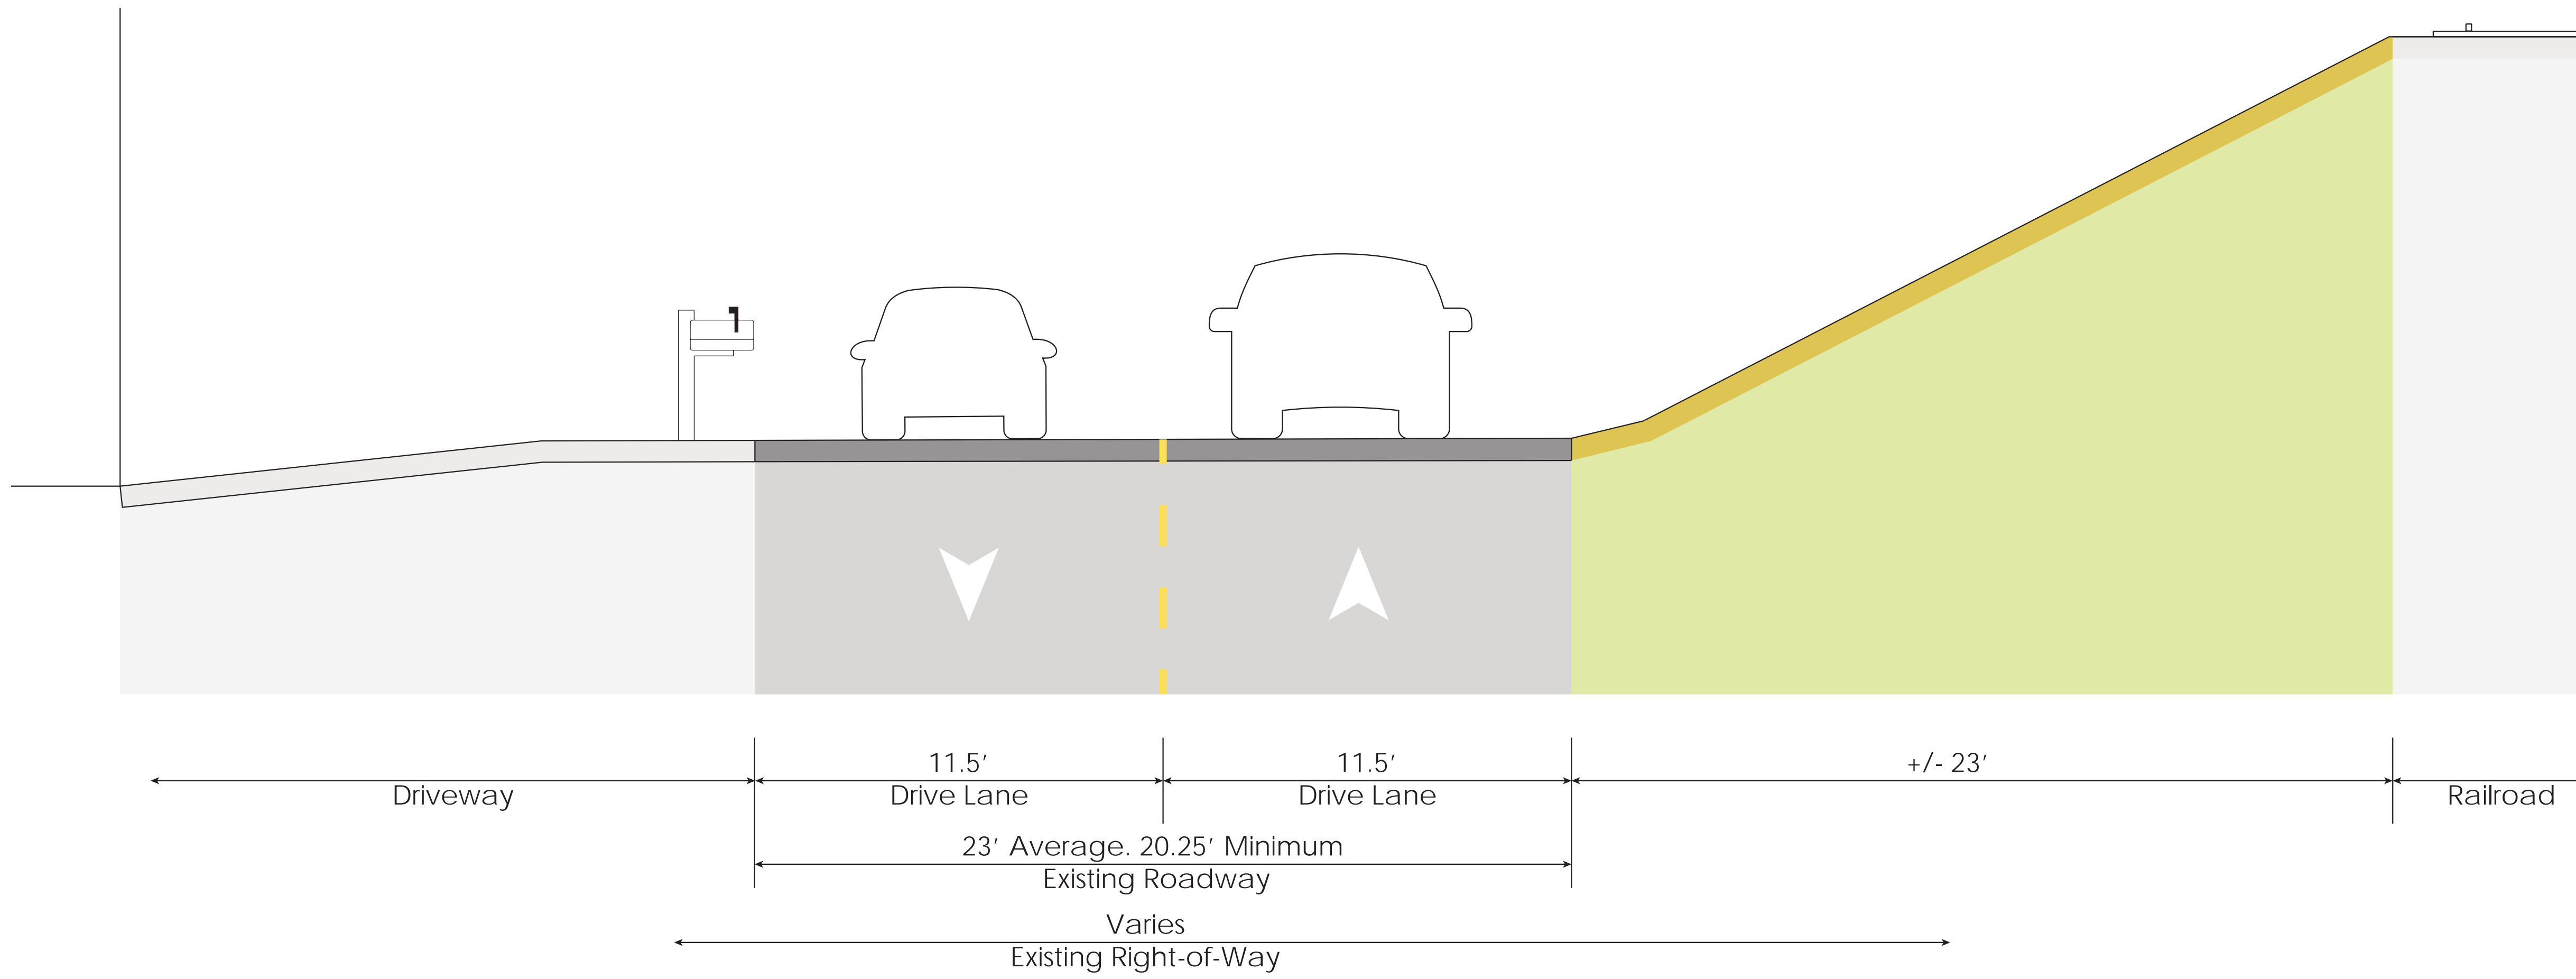 11.5'
11.5'
+/- 23'
Driveway
Drive Lane
Drive Lane
Railroad
23' Average. 20.25' Minimum
Existing Roadway
Varies
Existing Right-of-Way